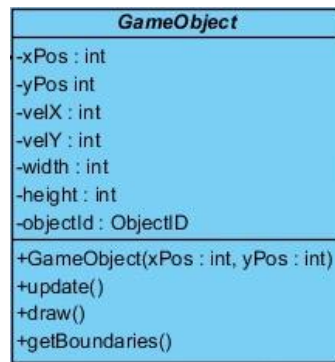 GameObject
-xPos : int
-yPos int
-velX : int
-velY : int
-width : int
-height : int
-objectId : ObjectID
+GameObject(xPos : int, yPos : int)
+update()
+draw()
+getBoundaries()